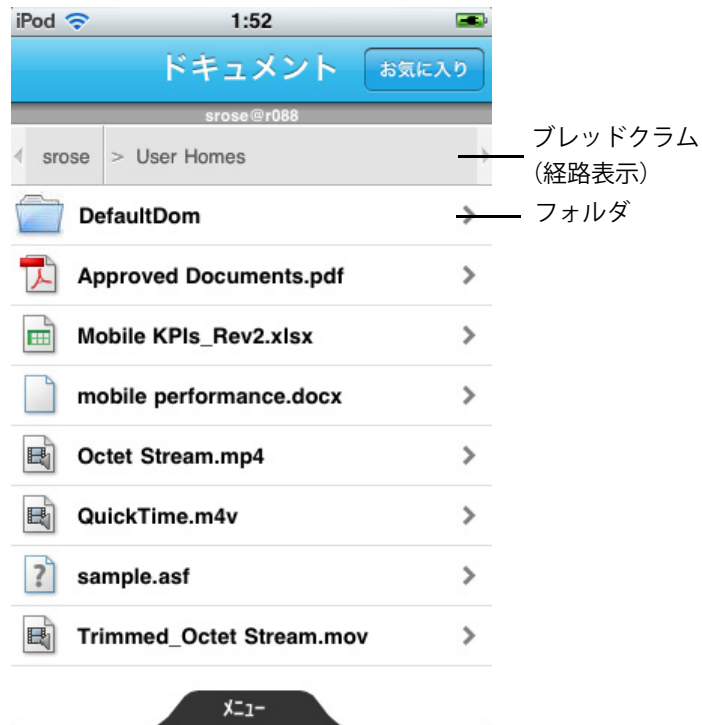 iPod 1:52
ドキュメント お気に入り
srose@r088
srose > User Homes
ブレッドクラム
（経路表示）
DefaultDom
フォルダ
Approved Documents.pdf
Mobile KPIs_Rev2.xlsx
mobile performance.docx
Octet Stream.mp4
QuickTime.m4v
?
sample.asf
Trimmed_Octet Stream.mov
メニュー